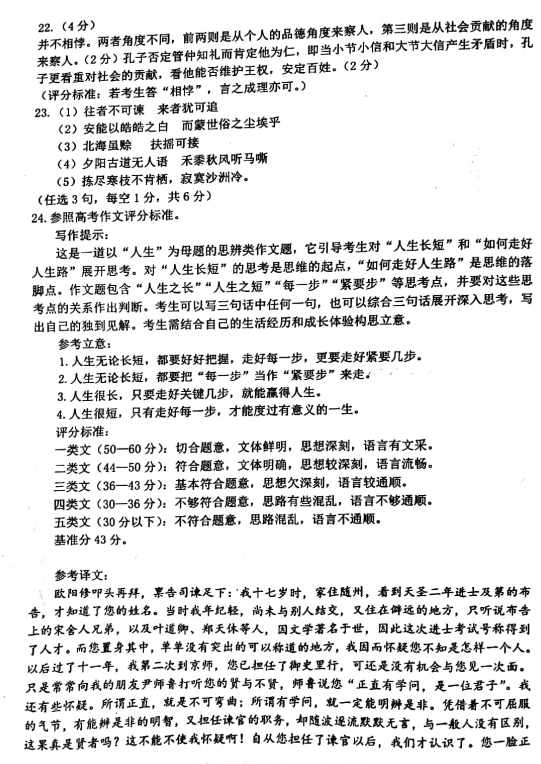 22.（4分）
并不相悖。两者角度不同，前两则是从个人的品德角度来察人，第三则是从社会贡献的角度
来察人。（2分）孔子否定管仲知礼而肯定他为仁，即当小节小信和大节大信产生矛盾时，孔
子更看重对社会的贡献，看他能否维护王权，安定百姓。（2分）
（评分标准：若考生答“相悖”，言之成理亦可。）
23.（1）往者不可谏 来者犹可追
（2）安能以皓皓之白 而蒙世俗之尘埃乎
（3）北海虽赊 扶摇可接
（4）夕阳古道无人语 禾黍秋风听马嘶
（5）拣尽寒枝不肯栖，寂寞沙洲冷。
（任选3句，每空1分，共6分）
24.参照高考作文评分标准。
写作提示：
这是一道以“人生”为母题的思辨类作文题，它引导考生对“人生长短”和“如何走好
人生路”展开思考。对“人生长短”的思考是思维的起点，“如何走好人生路”是思维的落
脚点。作文题包含“人生之长”“人生之短”“每一步”“紧要步”等思考点，并要对这些思
考点的关系作出判断。考生可以写三句话中任何一句，也可以综合三句话展开深入思考，写
出自己的独到见解。考生需结合自己的生活经历和成长体验构思立意。
参考立意：
1.人生无论长短，都要好好把握，走好每一步，更要走好紧要几步。
2.人生无论长短，都要把“每一步”当作“紧要步”来走。
3.人生很长，只要走好关键几步，就能赢得人生。
4.人生很短，只有走好每一步，才能度过有意义的一生。
评分标准：
一类文（50—60分）：切合题意，文体鲜明，思想深刻，语言有文采。
二类文（44—50分）：符合题意，文体明确，思想较深刻，语言流畅。
三类文（36—43分）：基本符合题意，思想欠深刻，语言较通顺。
四类文（30—36分）：不够符合题意，思路有些混乱，语言不够通顺。
五类文（30分以下）：不符合题意，思路混乱，语言不通顺。
基准分43分。
参考译文：
欧阳修叩头再拜，禀告司谏足下：我十七岁时，家住随州，看到天圣二年进士及第的布
告，才知道了您的姓名。当时我年纪轻，尚未与别人结交，又住在僻远的地方，只听说布告
上的宋舍人兄弟，以及叶道卿、郑天休等人，因文学著名于世，因此这次进士考试号称得到
了人才。而您置身其中，单单没有突出的可以称道的地方，我因而怀疑您不知是怎样一个人。
以后过了十一年，我第二次到京师，您已担任了御史里行，可还是没有机会与您见一次面。
只是常常向我的朋友尹师鲁打听您的贤与不贤，师鲁说您“正直有学问，是一位君子”。我
还有些怀疑。所谓正直，就是不可弯曲；所谓有学问，就一定能明辨是非。凭借着不可屈服
的气节，有能辨是非的明智，又担任谏官的职务，却随波逐流默默无言，与一般人没有区别，
这果真是贤者吗？这不能不使我怀疑啊！自从您担任了谏官以后，我们才认识了。您一脸正